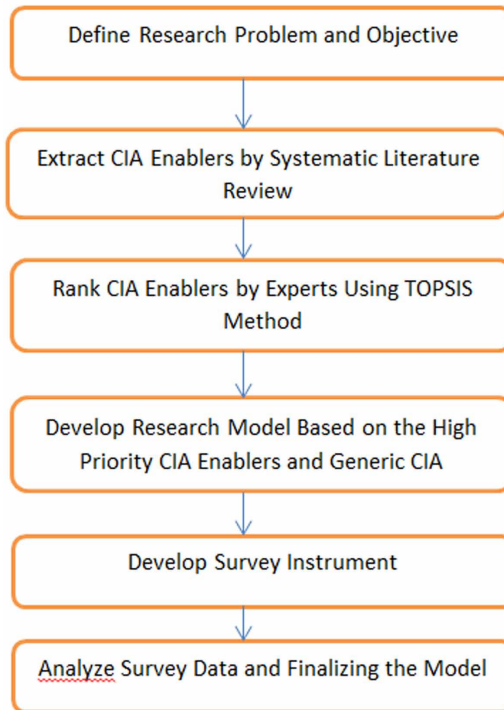 Define Research Problem and Objective
Extract CIA Enablers by Systematic Literature
Review
Rank CIA Enablers by Experts Using TOPSIS
Method
Develop Research Model Based on the High
Priority CIA Enablers and Generic CIA
Develop Survey Instrument
Analyze Survey Data and Finalizing the Model